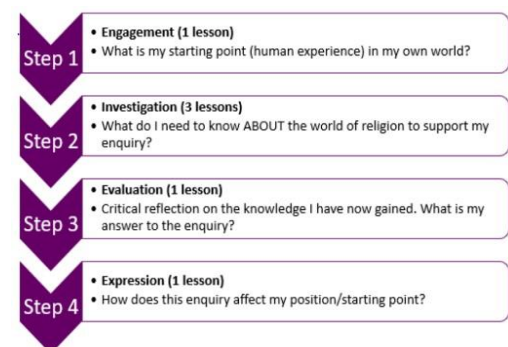 Step 1
• Engagement (1 lesson)
• What is my starting point (human experience) in my own world?
Step 2
• Investigation (3 lessons)
• What do I need to know ABOUT the world of religion to support my
enquiry?
Step 3
• Evaluation (1 lesson)
• Critical reflection on the knowledge I have now gained. What is my
answer to the enquiry?
Step 4
• Expression (1 lesson)
• How does this enquiry affect my position/starting point?